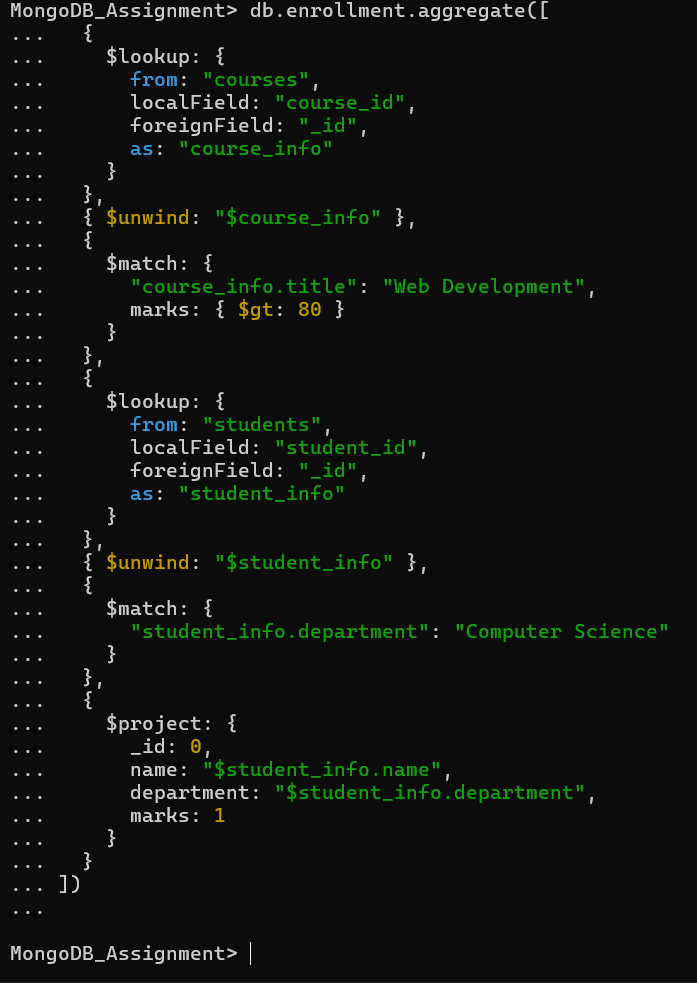 MongoDB_Assignment> db.enrollment.aggregate([
...   {
...     $lookup: {
...       from: "courses",
...       localField: "course_id",
...       foreignField: "_id",
...       as: "course_info"
...     }
...   },
...   { $unwind: "$course_info" },
...   {
...     $match: {
...       "course_info.title": "Web Development",
...       marks: { $gt: 80 }
...     }
...   },
...   {
...     $lookup: {
...       from: "students",
...       localField: "student_id",
...       foreignField: "_id",
...       as: "student_info"
...     }
...   },
...   { $unwind: "$student_info" },
...   {
...     $match: {
...       "student_info.department": "Computer Science"
...     }
...   },
...   {
...     $project: {
...       _id: 0,
...       name: "$student_info.name",
...       department: "$student_info.department",
...       marks: 1
...     }
...   }
... ])
...
MongoDB_Assignment>